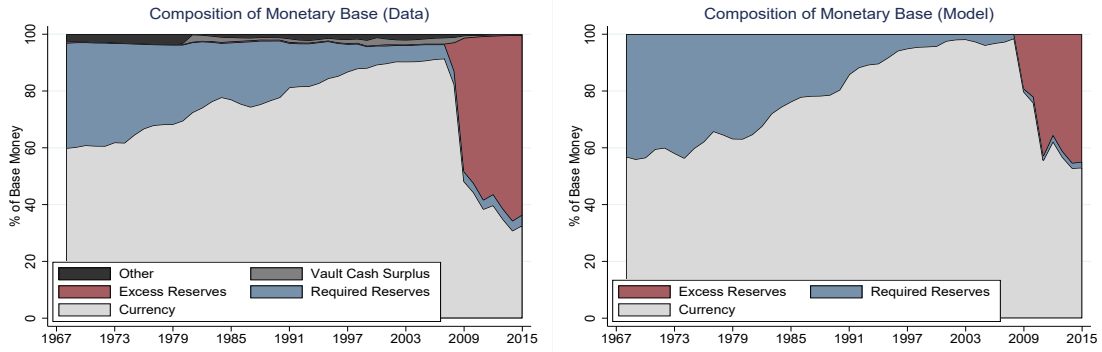 Composition of Monetary Base (Data)
% of Base Money
100
80
60
40
20
0
Other
Vault Cash Surplus
Excess Reserves
Required Reserves
Currency
1967 1973 1979 1985 1991 1997 2003 2009 2015
Composition of Monetary Base (Model)
% of Base Money
100
80
60
40
20
0
Excess Reserves
Required Reserves
Currency
1967 1973 1979 1985 1991 1997 2003 2009 2015